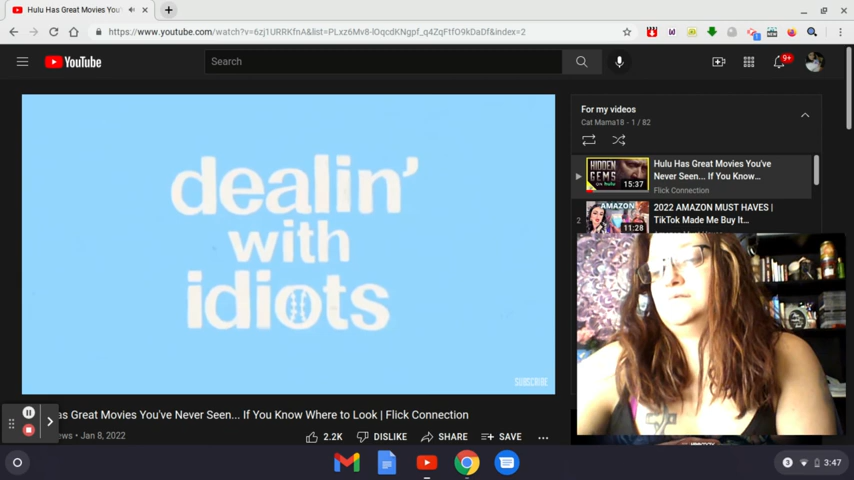 Hulu Has Great Movies You'
https://www.youtube.com/watch?v=6zj1URRKfnA&list=PLxz6Mv8-lOqcdKNgpf_q4ZqFtfO9kDaDf&index=2
YouTube
Search
9+
dealin'
with
idiots
SUBSCRIBE
For my videos
Cat Mama18 - 1 / 82
HIDDEN
GEMS
ON hulu
15:37
Hulu Has Great Movies You've
Never Seen... If You Know...
Flick Connection
2
AMAZON
11:28
2022 AMAZON MUST HAVES |
TikTok Made Me Buy It...
as Great Movies You've Never Seen... If You Know Where to Look | Flick Connection
ews • Jan 8, 2022
2.2K
DISLIKE
SHARE
SAVE
3
3:47